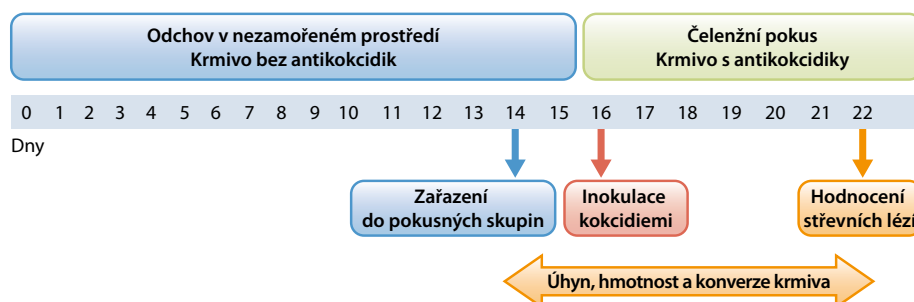 Odchov v nezamořeném prostředí
Krmivo bez antikokcidik
Čelenžní pokus
Krmivo s antikokcidiky
0 1 2 3 4 5 6 7 8 9 10 11 12 13 14 15 16 17 18 19 20 21 22
Dny
Zařazení
do pokusných skupin
Inokulace
kokcidiemi
Hodnocení
střevních lézí
Úhyn, hmotnost a konverze krmiva